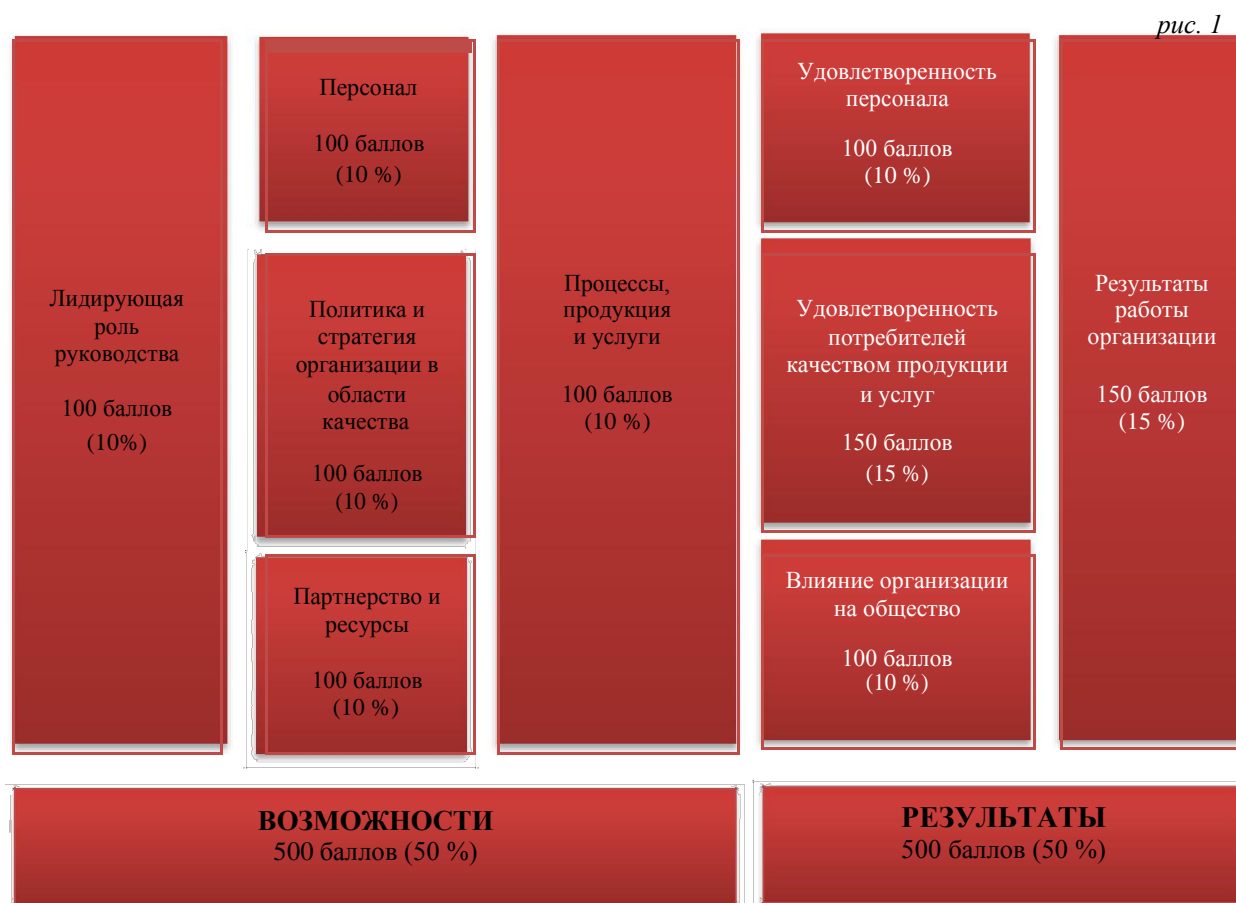 рис. 1
Лидирующая
роль
руководства
100 баллов
(10%)
Персонал
100 баллов
(10 %)
Политика и
стратегия
организации в
области
качества
100 баллов
(10 %)
Партнерство и
ресурсы
100 баллов
(10 %)
Процессы,
продукция
и услуги
100 баллов
(10 %)
Удовлетворенность
персонала
100 баллов
(10 %)
Удовлетворенность
потребителей
качеством продукции
и услуг
150 баллов
(15 %)
Влияние организации
на общество
100 баллов
(10 %)
Результаты
работы
организации
150 баллов
(15 %)
ВОЗМОЖНОСТИ
500 баллов (50 %)
РЕЗУЛЬТАТЫ
500 баллов (50 %)